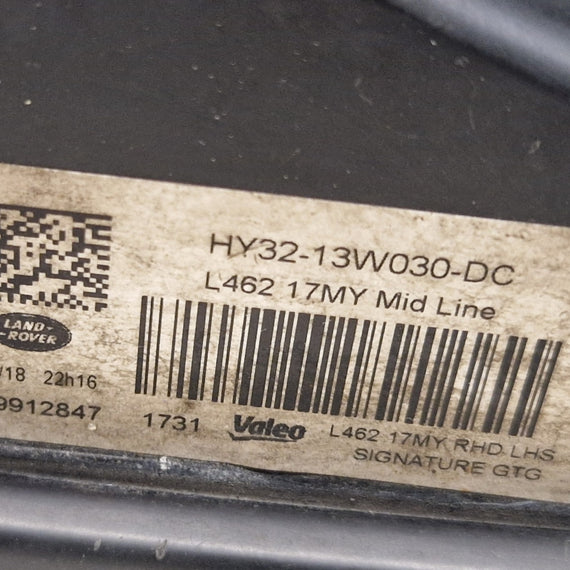 HY32-13W030-DC
L462 17MY Mid Line
LAND-
-ROVER
/18 22h16
9912847
1731
Valeo
L462 17MY RHD LHS
SIGNATURE GTG